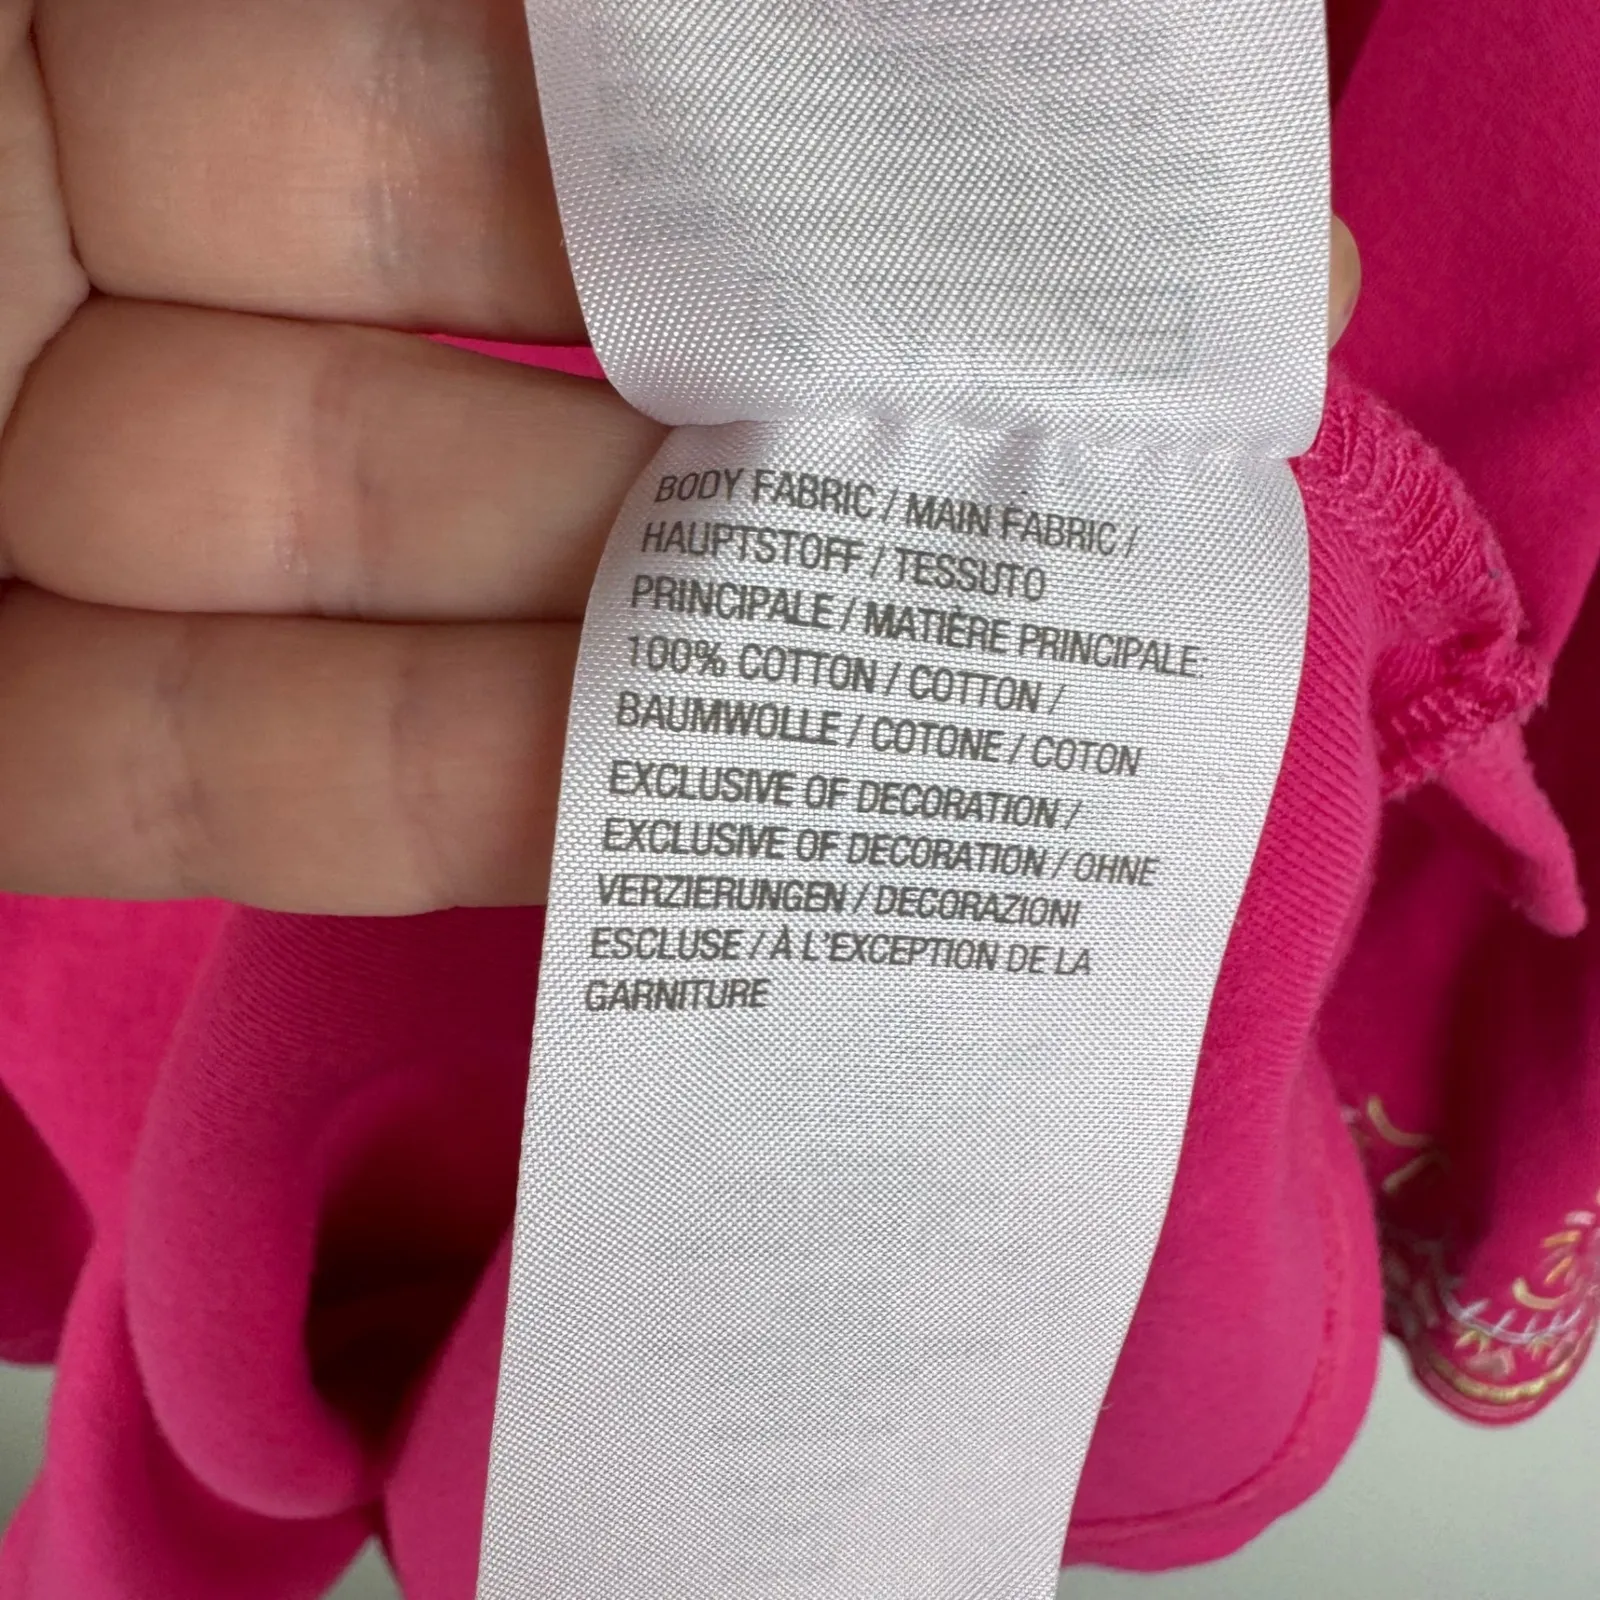 BODY FABRIC / MAIN FABRIC /
HAUPTSTOFF / TESSUTO
PRINCIPALE / MATIÈRE PRINCIPALE:
100% COTTON / COTTON /
BAUMWOLLE / COTONE / COTON
EXCLUSIVE OF DECORATION /
EXCLUSIVE OF DECORATION / OHNE
VERZIERUNGEN / DECORAZIONI
ESCLUSE / À L'EXCEPTION DE LA
GARNITURE